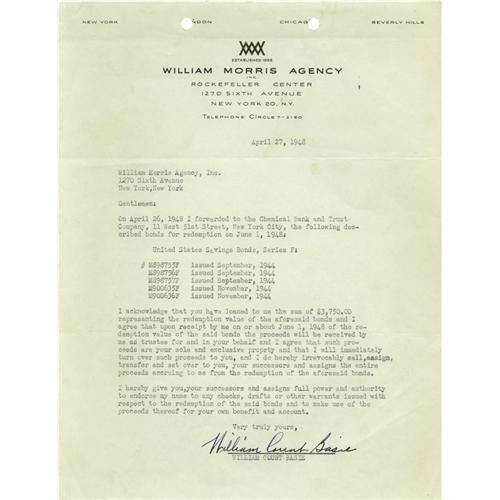 NEW YORK DON CHICAG BEVERLY HILLS
ESTABLISHED 1898
WILLIAM MORRIS AGENCY
INC.
ROCKEFELLER CENTER
1270 SIXTH AVENUE
NEW YORK 20, N.Y.
TELEPHONE CIRCLE 7-2160
April 27, 1948
William Morris Agency, Inc.
1270 Sixth Avenue
New York,New York
Gentlemen:
On April 26, 1948 I forwarded to the Chemical Bank and Trust
Company, 11 West 51st Street, New York City, the following des-
cribed bonds for redemption on June 1, 1948:
United States Savings Bonds, Series F:
# M898755F issued September, 1944
M898756F issued September, 1944
M898757F issued September, 1944
M900635F issued November, 1944
M900636F issued November, 1944
I acknowledge that you have loaned to me the sum of $3,750.00
representing the redemption value of the aforesaid bonds and I
agree that upon receipt by me on or about June 1, 1948 of the re-
demption value of the said bonds the proceeds will be received by
me as trustee for and in your behalf and I agree that such pro-
ceeds are your sole and exclusive proprty and that I will immediately
turn over such proceeds to you, and I do hereby irrevocably sell,assign,
transfer and set over to you, your successors and assigns the entire
proceeds accruing to me from the redemption of the aforesaid bonds.
I hereby give you,your successors and assigns full power and authority
to endorse my name to any checks, drafts or other warrants issued with
respect to the redemption of the said bonds and to make use of the
proceeds thereof for your own benefit and account.
Very truly yours,
William Count Basie
WILLIAM COUNT BASIE